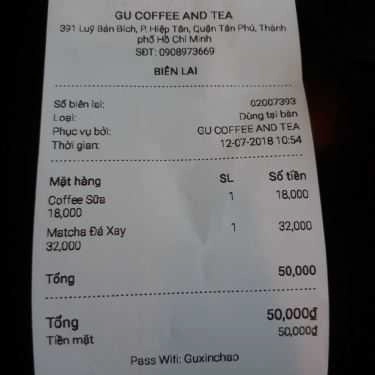 GU COFFEE AND TEA
391 Luỹ Bán Bích, P. Hiệp Tân, Quận Tân Phú, Thành
phố Hồ Chí Minh
SĐT: 0908973669
BIÊN LAI
Số biên lai: 02007393
Loại: Dùng tại bàn
Phục vụ bởi: GU COFFEE AND TEA
Thời gian: 12-07-2018 10:54
Mặt hàng SL Số tiền
Coffee Sữa 1 18,000
18,000
Matcha Đá Xay 1 32,000
32,000
Tổng 50,000
Tổng 50,000₫
Tiền mặt 50,000₫
Pass Wifi: Guxinchao